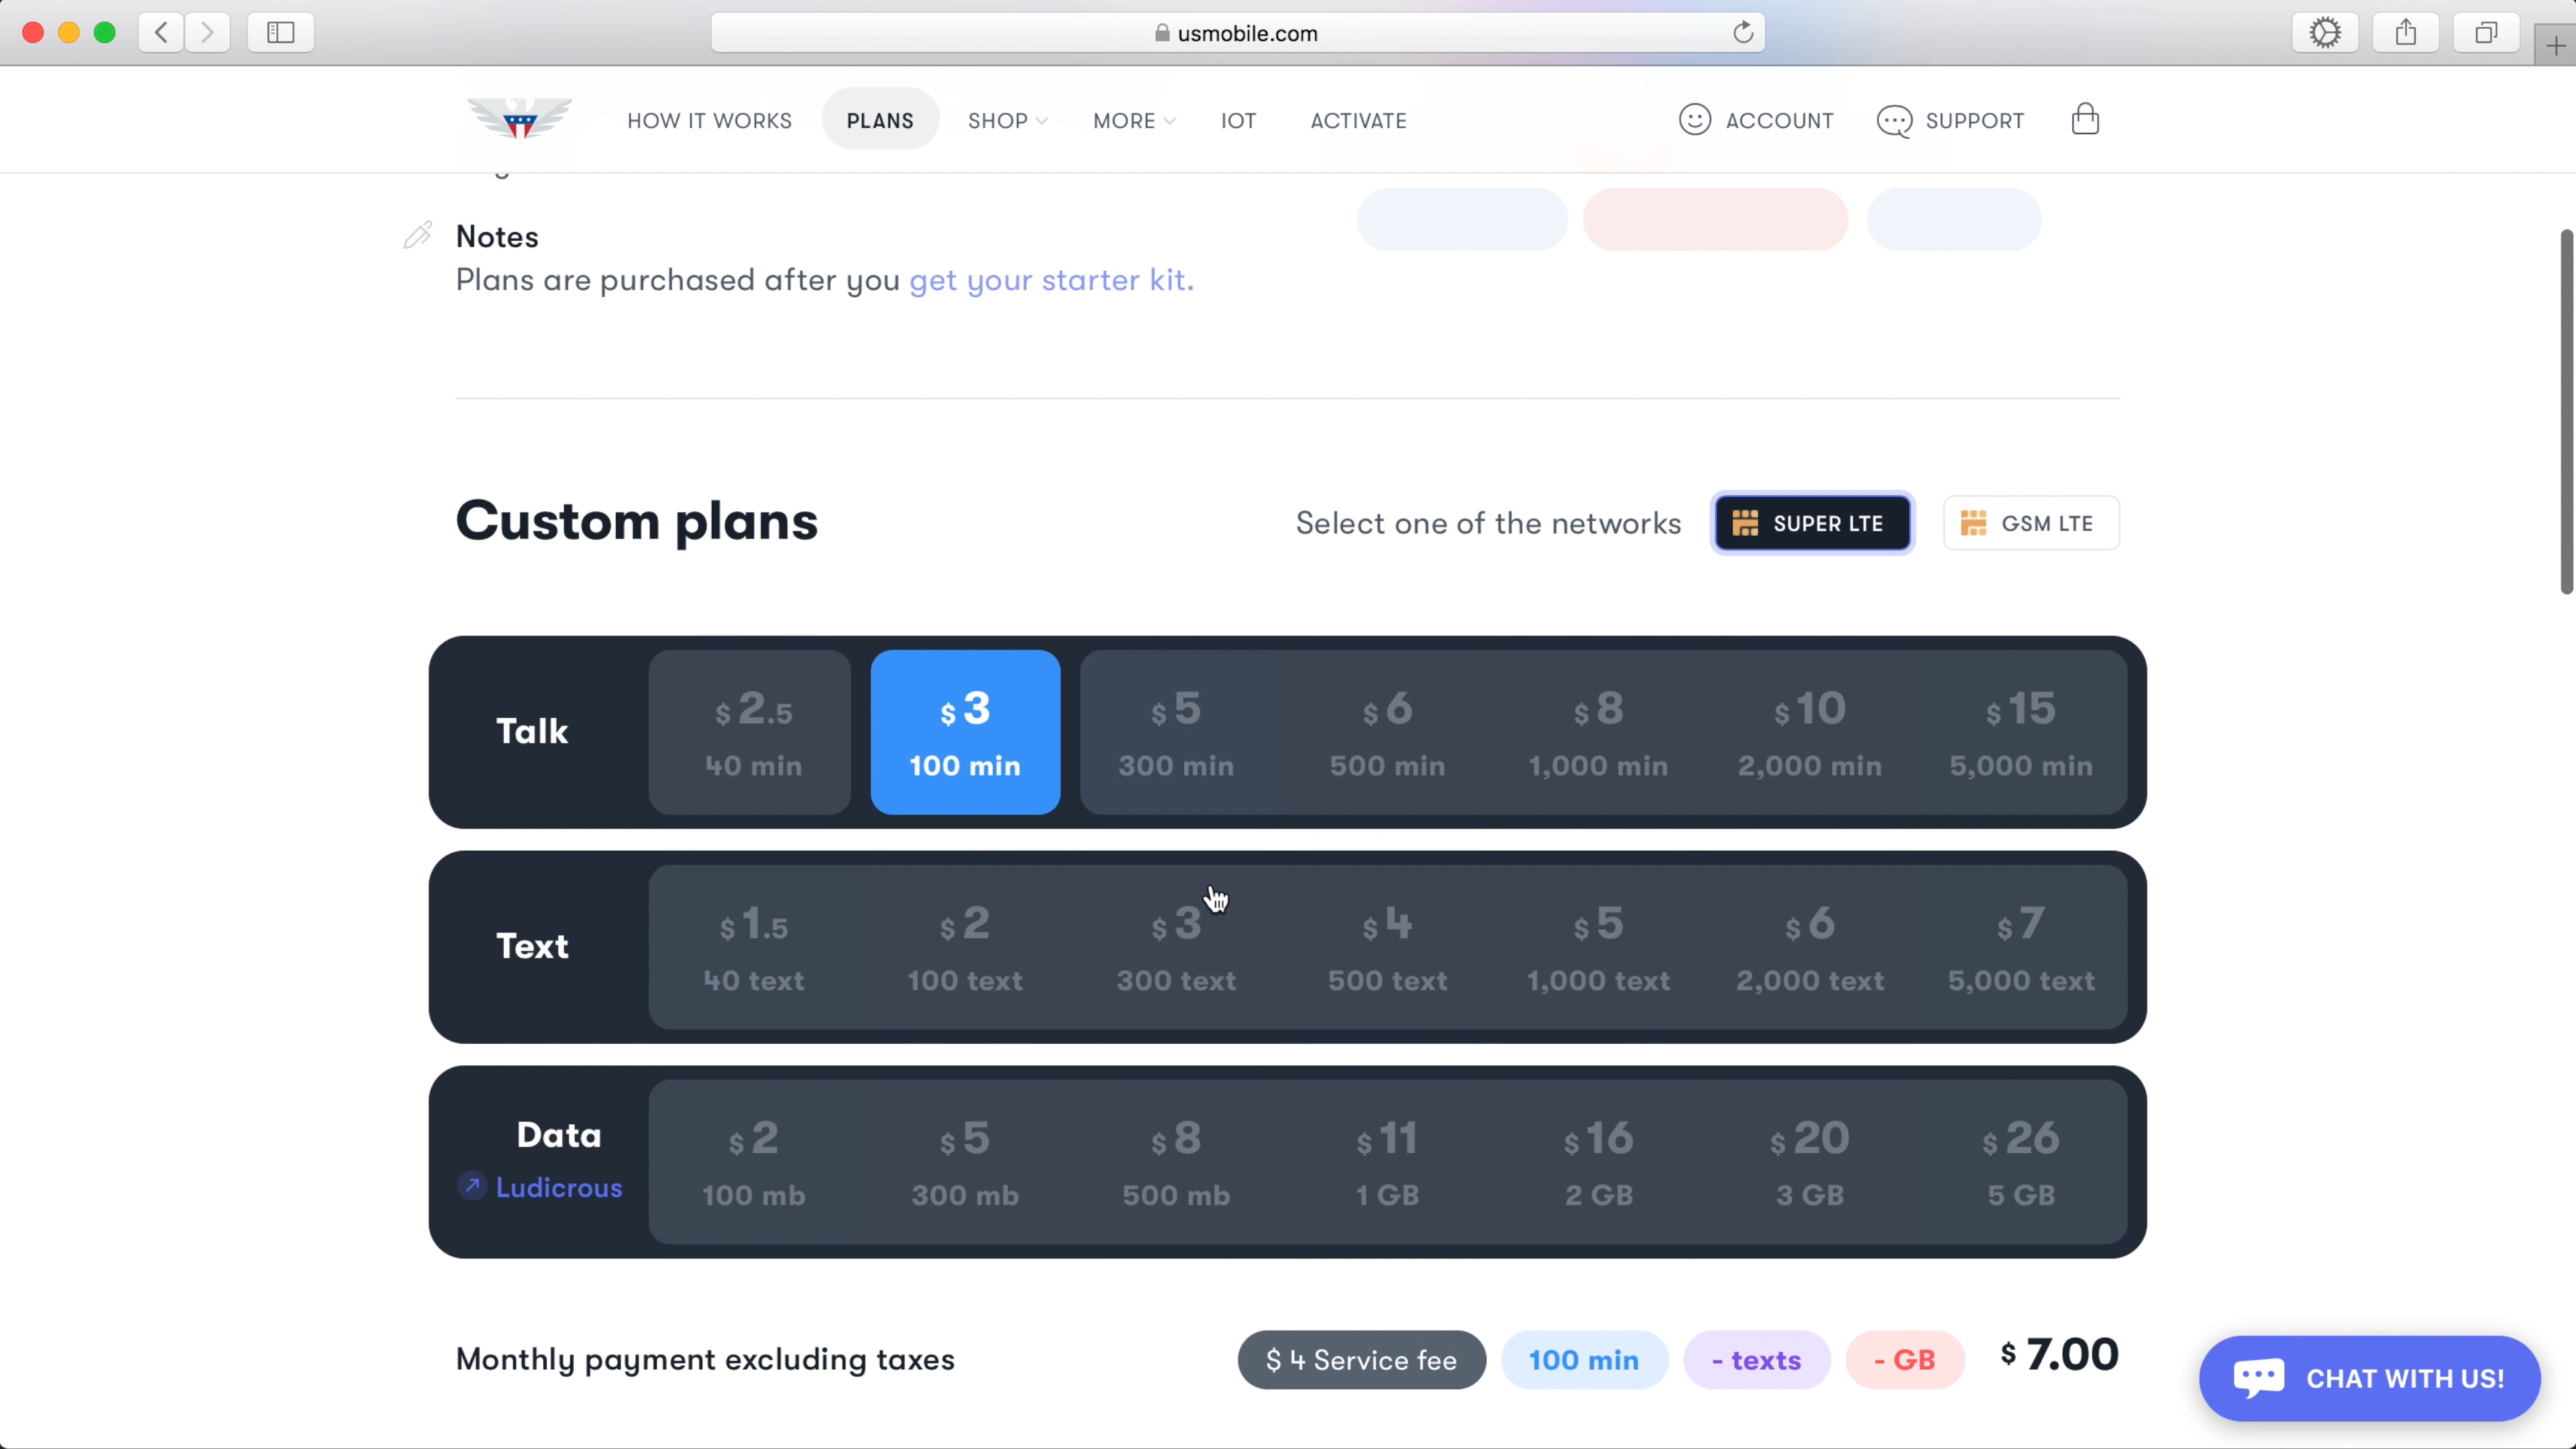 usmobile.com
HOW IT WORKS PLANS SHOP MORE IOT ACTIVATE ACCOUNT SUPPORT
Notes
Plans are purchased after you get your starter kit.
Custom plans
Select one of the networks SUPER LTE GSM LTE
Talk
$2.5 $3 $5 $6 $8 $10 $15
40 min 100 min 300 min 500 min 1,000 min 2,000 min 5,000 min
Text
$1.5 $2 $3 $4 $5 $6 $7
40 text 100 text 300 text 500 text 1,000 text 2,000 text 5,000 text
Data
Ludicrous
$2 $5 $8 $11 $16 $20 $26
100 mb 300 mb 500 mb 1 GB 2 GB 3 GB 5 GB
Monthly payment excluding taxes $4 Service fee 100 min - texts - GB $7.00
CHAT WITH US!